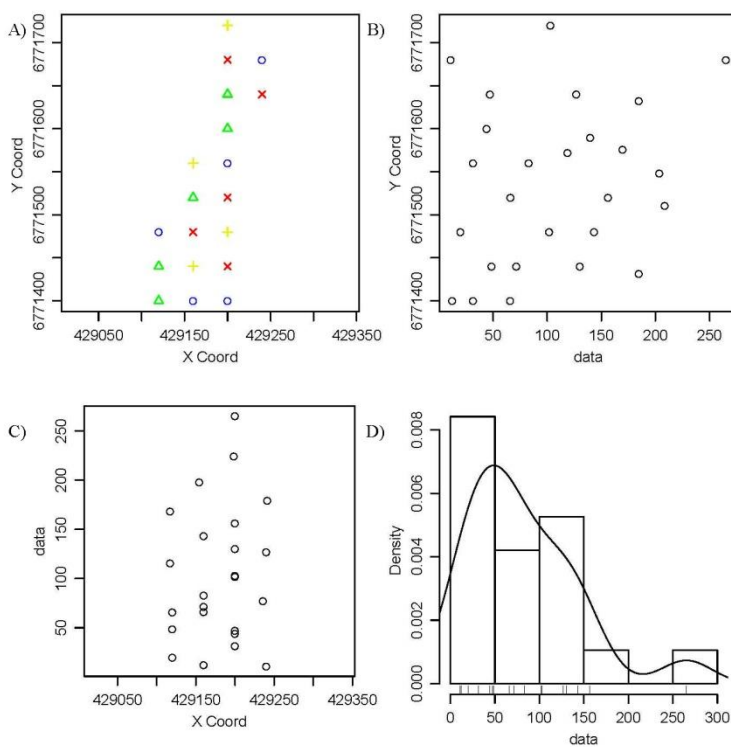 A)
6771700
6771600
6771500
6771400
Y Coord
429050 429150 429250 429350
X Coord
B)
6771700
6771600
6771500
6771400
Y Coord
50 100 150 200 250
data
C)
250
200
150
100
50
data
429050 429150 429250 429350
X Coord
D)
0.008
0.006
0.004
0.002
0.000
Density
0 50 100 150 200 250 300
data